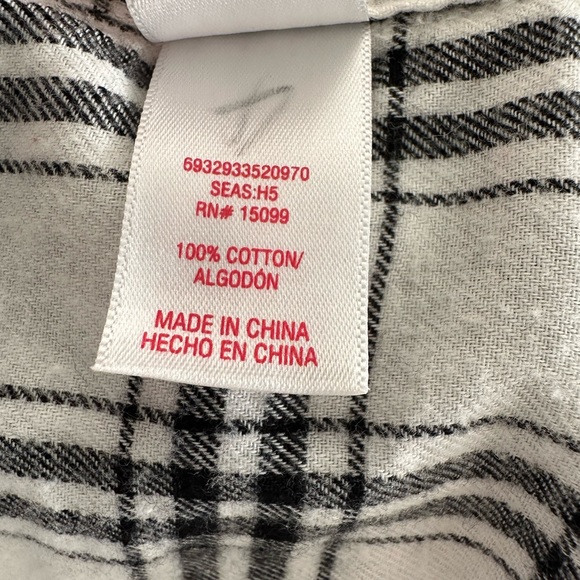 6932933520970
SEAS:H5
RN# 15099
100% COTTON/
ALGODÓN
MADE IN CHINA
HECHO EN CHINA